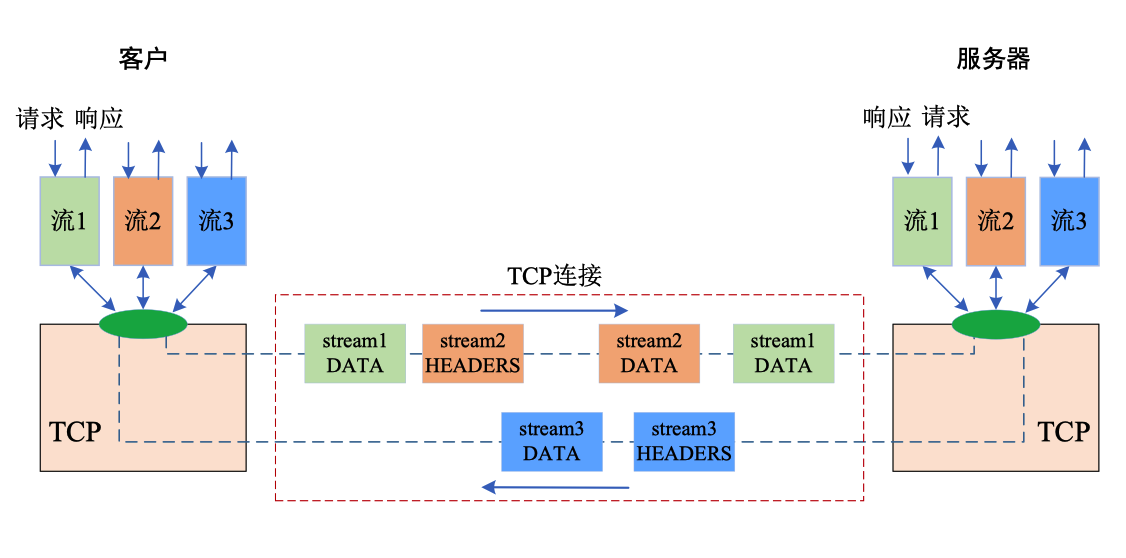 客户
服务器
请求 响应
响应 请求
流1
流2
流3
流1
流2
流3
TCP连接
stream1
DATA
stream2
HEADERS
stream2
DATA
stream1
DATA
TCP
TCP
stream3
DATA
stream3
HEADERS